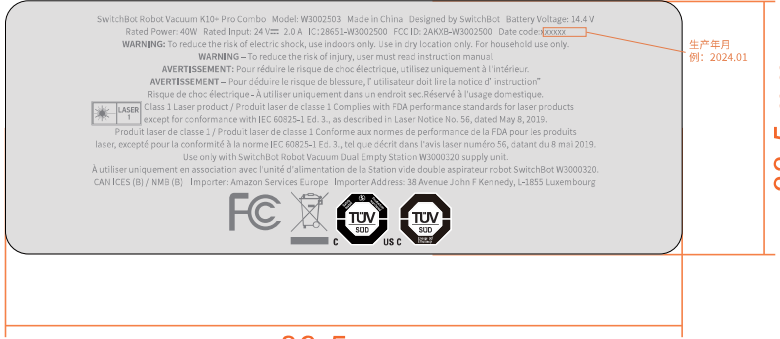 SwitchBot Robot Vacuum K10+ Pro Combo Model: W3002503 Made in China Designed by SwitchBot Battery Voltage: 14.4 V
Rated Power: 40W Rated Input: 24 V⎓ 2.0 A IC:28651-W3002500 FCC ID: 2AKXB-W3002500 Date code:xxxxxx
WARNING: To reduce the risk of electric shock, use indoors only. Use in dry location only. For household use only.
WARNING – To reduce the risk of injury, user must read instruction manual
AVERTISSEMENT: Pour réduire le risque de choc électrique, utilisez uniquement à l'intérieur.
AVERTISSEMENT – Pour déduire le risque de blessure, l' utilisateur doit lire la notice d' instruction"
Risque de choc électrique - À utiliser uniquement dans un endroit sec.Réservé à l'usage domestique.
LASER 1
Class 1 Laser product / Produit laser de classe 1 Complies with FDA performance standards for laser products
except for conformance with IEC 60825-1 Ed. 3., as described in Laser Notice No. 56, dated May 8, 2019.
Produit laser de classe 1 / Produit laser de classe 1 Conforme aux normes de performance de la FDA pour les produits
laser, excepté pour la conformité à la norme IEC 60825-1 Ed. 3., tel que décrit dans l'avis laser numéro 56, datant du 8 mai 2019.
Use only with SwitchBot Robot Vacuum Dual Empty Station W3000320 supply unit.
À utiliser uniquement en association avec l'unité d'alimentation de la Station vide double aspirateur robot SwitchBot W3000320.
CAN ICES (B) / NMB (B) Importer: Amazon Services Europe Importer Address: 38 Avenue John F Kennedy, L-1855 Luxembourg
FC
TÜV SÜD
C US
TÜV SÜD
C
生产年月
例：2024.01